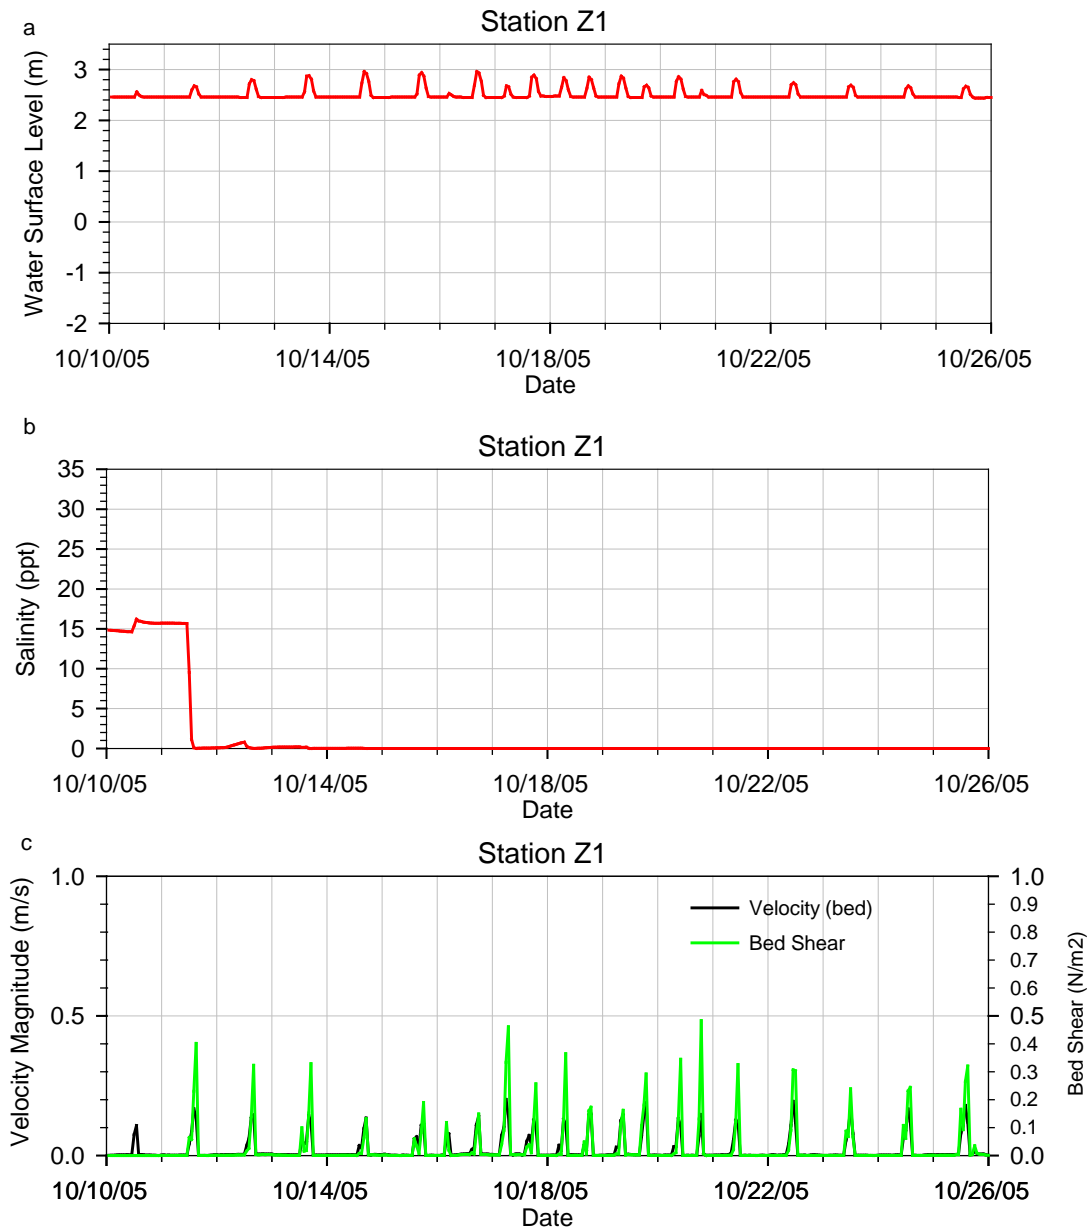 a
Station Z1
Water Surface Level (m)
3
2
1
0
-1
-2
10/10/05 10/14/05 10/18/05 10/22/05 10/26/05
Date
b
Station Z1
Salinity (ppt)
35
30
25
20
15
10
5
0
10/10/05 10/14/05 10/18/05 10/22/05 10/26/05
Date
c
Station Z1
Velocity Magnitude (m/s)
1.0
0.5
0.0
Velocity (bed)
Bed Shear
1.0
0.9
0.8
0.7
0.6
0.5
0.4
0.3
0.2
0.1
0.0
Bed Shear (N/m2)
10/10/05 10/14/05 10/18/05 10/22/05 10/26/05
Date